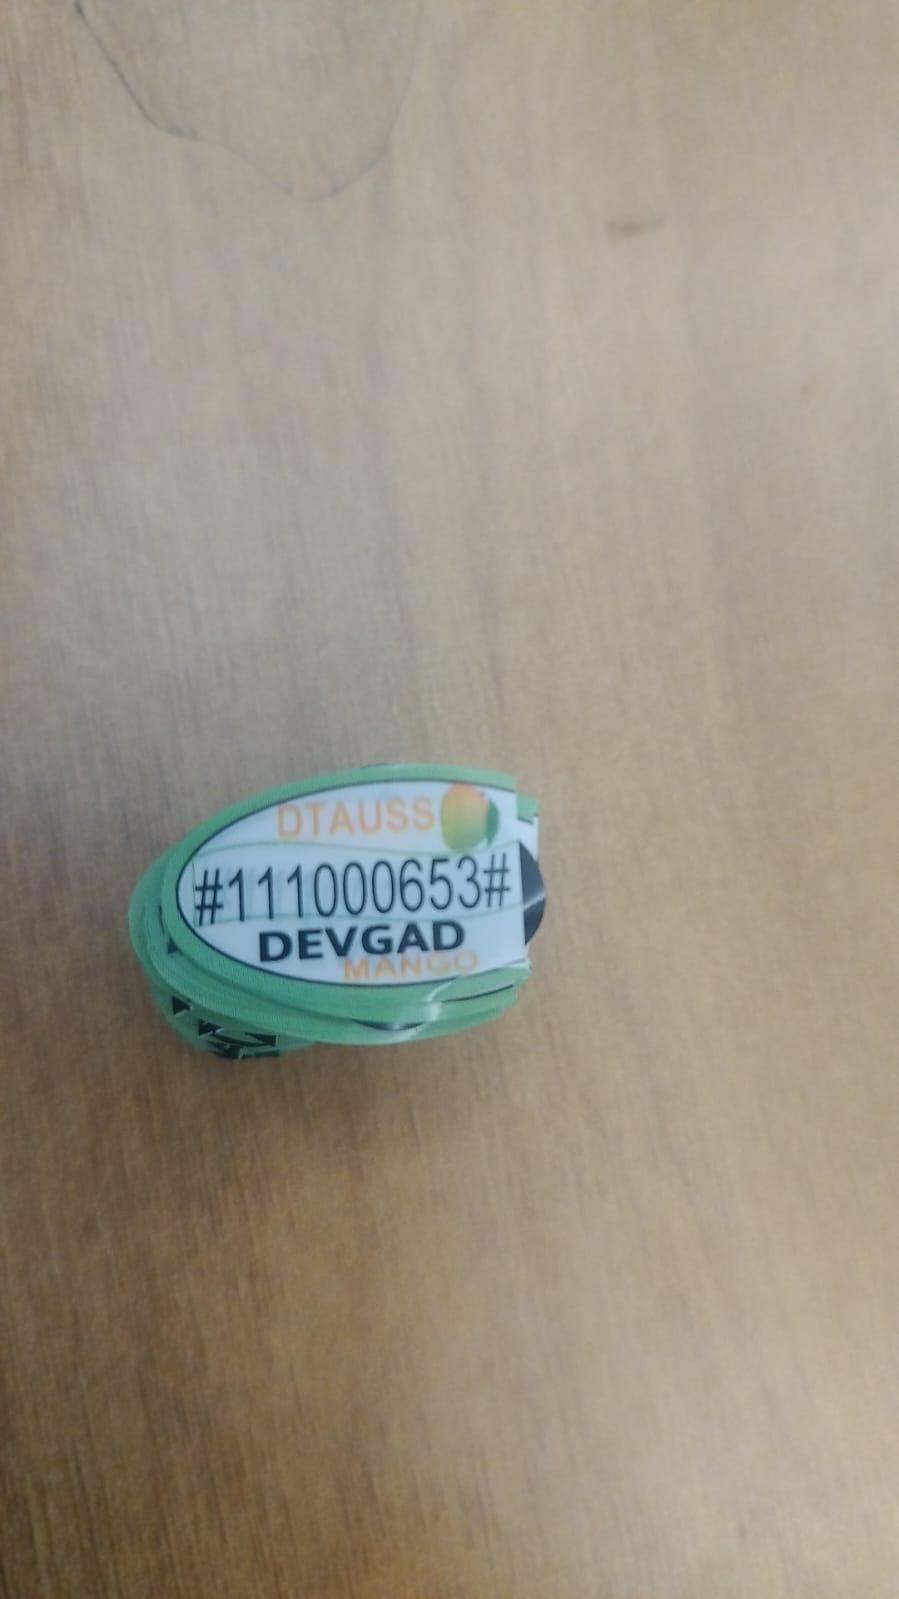 DTAUSS
#111000653#
DEVGAD
MANGO